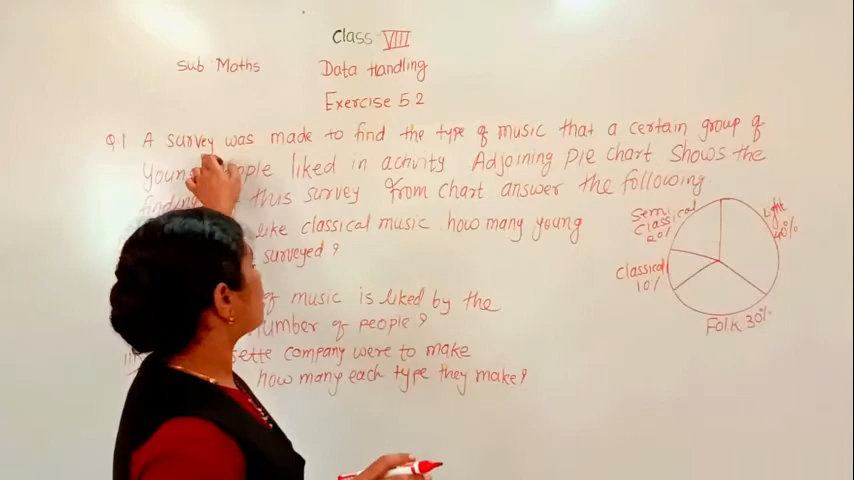 Class VIII
Sub Maths
Data Handling
Exercise 5 2
Q.1 A survey was made to find the type of music that a certain group of
Young people liked in activity Adjoining Pie chart Shows the
finding this survey From chart answer the following.
like classical music. how many young
surveyed ?
of music is liked by the
number of people ?
company were to make
how many each type they make ?
Semi
Classical
20%
Light
40%
Classical
10%
Folk 30%